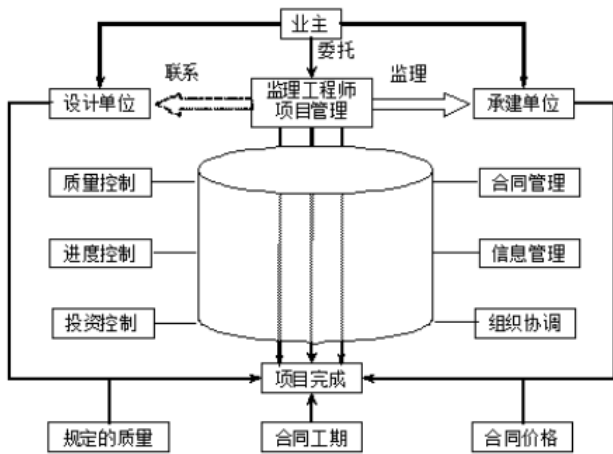 业主
委托
联系
监理
设计单位
监理工程师
项目管理
承建单位
质量控制
合同管理
进度控制
信息管理
投资控制
组织协调
项目完成
规定的质量
合同工期
合同价格